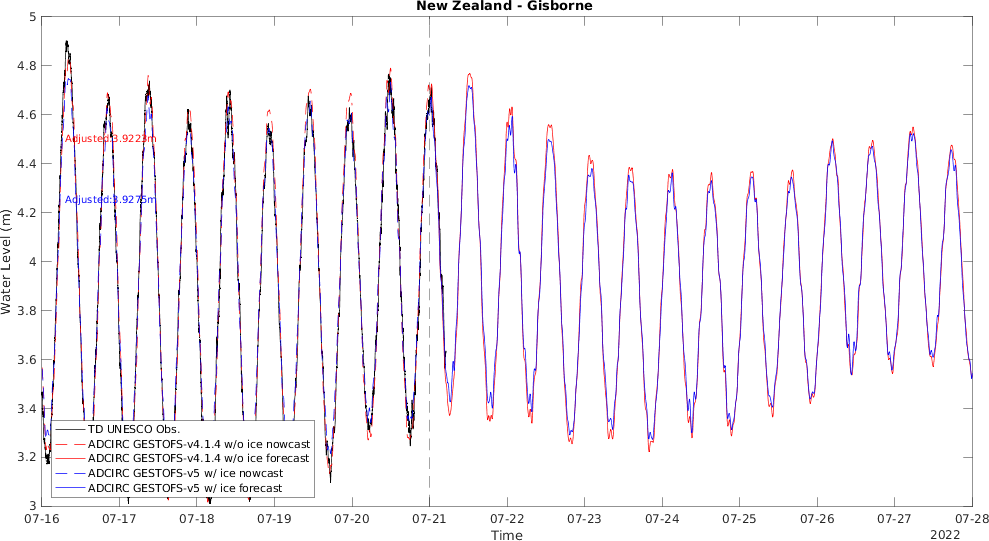 New Zealand - Gisborne
5
4.8
4.6
4.4
4.2
4
3.8
3.6
3.4
3.2
3
Water Level (m)
Adjusted:3.9223m
Adjusted:3.9275m
TD UNESCO Obs.
ADCIRC GESTOFS-v4.1.4 w/o ice nowcast
ADCIRC GESTOFS-v4.1.4 w/o ice forecast
ADCIRC GESTOFS-v5 w/ ice nowcast
ADCIRC GESTOFS-v5 w/ ice forecast
07-16 07-17 07-18 07-19 07-20 07-21 07-22 07-23 07-24 07-25 07-26 07-27 07-28
Time
2022